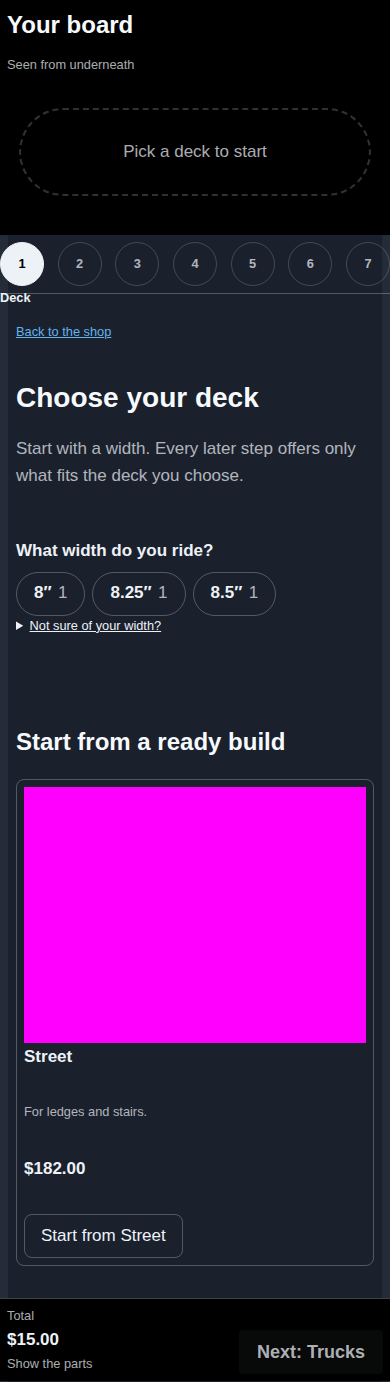 Your board
Seen from underneath
Pick a deck to start
1 2 3 4 5 6 7
Deck
Back to the shop
Choose your deck
Start with a width. Every later step offers only
what fits the deck you choose.
What width do you ride?
8″ 1 8.25″ 1 8.5″ 1
Not sure of your width?
Start from a ready build
Street
For ledges and stairs.
$182.00
Start from Street
Total
$15.00
Show the parts
Next: Trucks